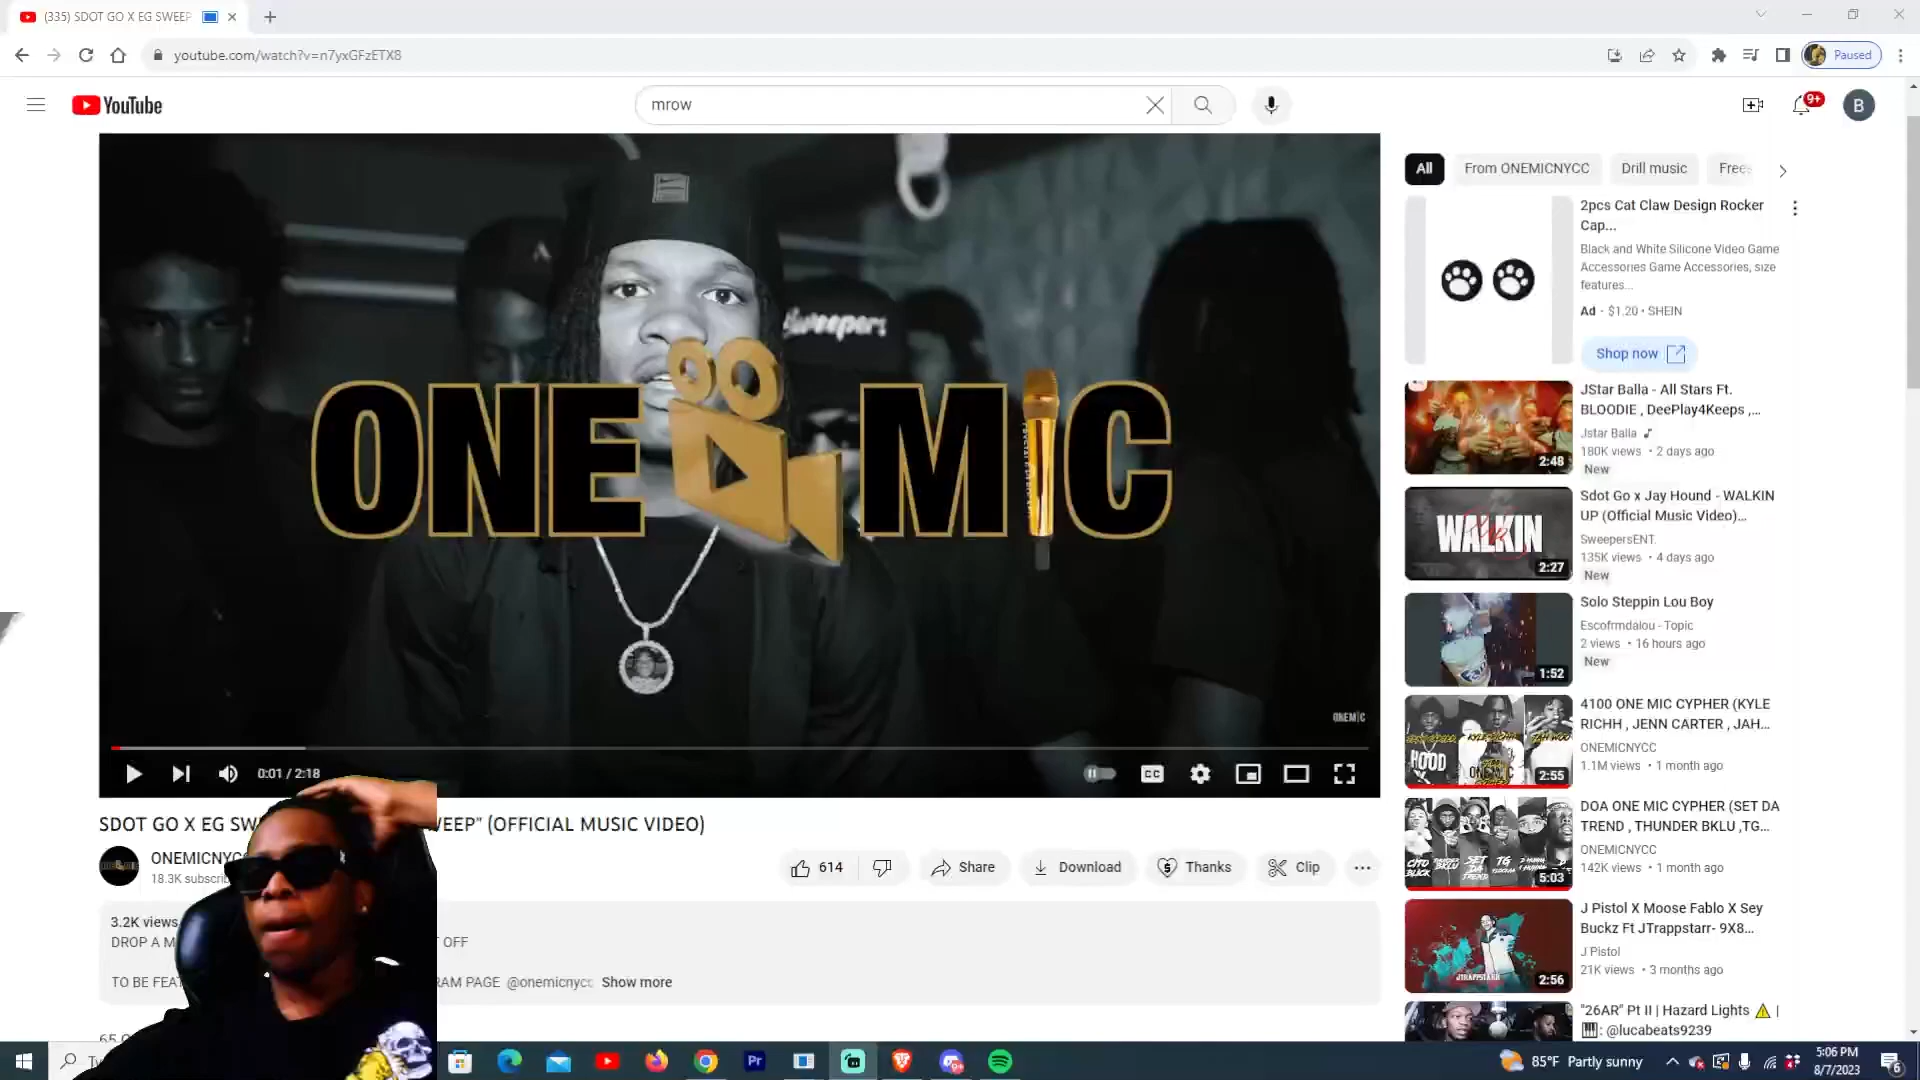 (335) SDOT GO X EG SWEEP
youtube.com/watch?v=n7yxGFzETX8
Paused
YouTube
mrow
9+
B
Sweepers
ONE MIC
ONEMIC
0:01 / 2:18
CC
SDOT GO X EG SW
WEEP" (OFFICIAL MUSIC VIDEO)
ONEMICNYC
18.3K subscri
614
Share
Download
Thanks
Clip
3.2K views
DROP A M
OFF
TO BE FEA
RAM PAGE @onemicnycc Show more
All
From ONEMICNYCC
Drill music
Frees
2pcs Cat Claw Design Rocker
Cap...
Black and White Silicone Video Game
Accessories Game Accessories, size
features...
Ad · $1.20 · SHEIN
Shop now
JStar Balla - All Stars Ft.
BLOODIE , DeePlay4Keeps ,...
Jstar Balla
180K views · 2 days ago
New
2:48
Sdot Go x Jay Hound - WALKIN
UP (Official Music Video)...
SweepersENT.
135K views · 4 days ago
New
WALKIN
UP
2:27
Solo Steppin Lou Boy
Escofrmdalou - Topic
2 views · 16 hours ago
New
1:52
4100 ONE MIC CYPHER (KYLE
RICHH , JENN CARTER , JAH...
ONEMICNYCC
1.1M views · 1 month ago
2:55
DOA ONE MIC CYPHER (SET DA
TREND , THUNDER BKLU ,TG...
ONEMICNYCC
142K views · 1 month ago
5:03
J Pistol X Moose Fablo X Sey
Buckz Ft JTrappstarr- 9X8...
J Pistol
21K views · 3 months ago
JTRAPPSTARR
2:56
"26AR" Pt II | Hazard Lights ⚠️ |
🎹: @lucabeats9239
Pr
85°F Partly sunny
5:06 PM
8/7/2023
6